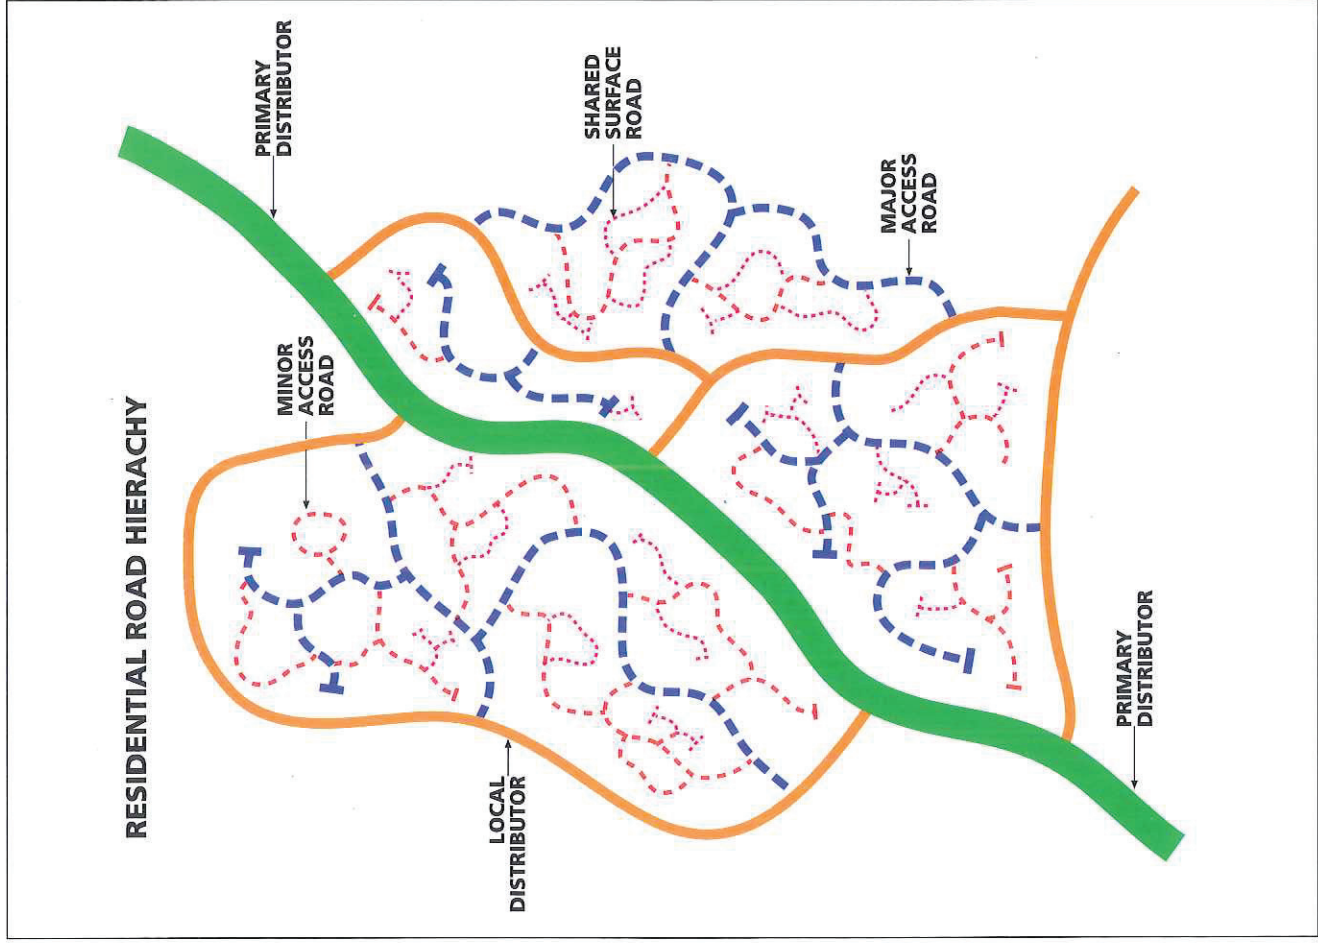 RESIDENTIAL ROAD HIERACHY
PRIMARY
DISTRIBUTOR
MINOR
ACCESS
ROAD
SHARED
SURFACE
ROAD
MAJOR
ACCESS
ROAD
LOCAL
DISTRIBUTOR
PRIMARY
DISTRIBUTOR